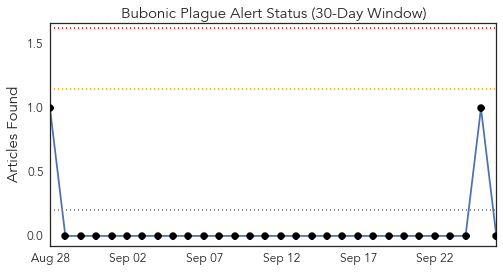 Bubonic Plague Alert Status (30-Day Window)
1.5
1.0
0.5
0.0
Articles Found
Aug 28 Sep 02 Sep 07 Sep 12 Sep 17 Sep 22